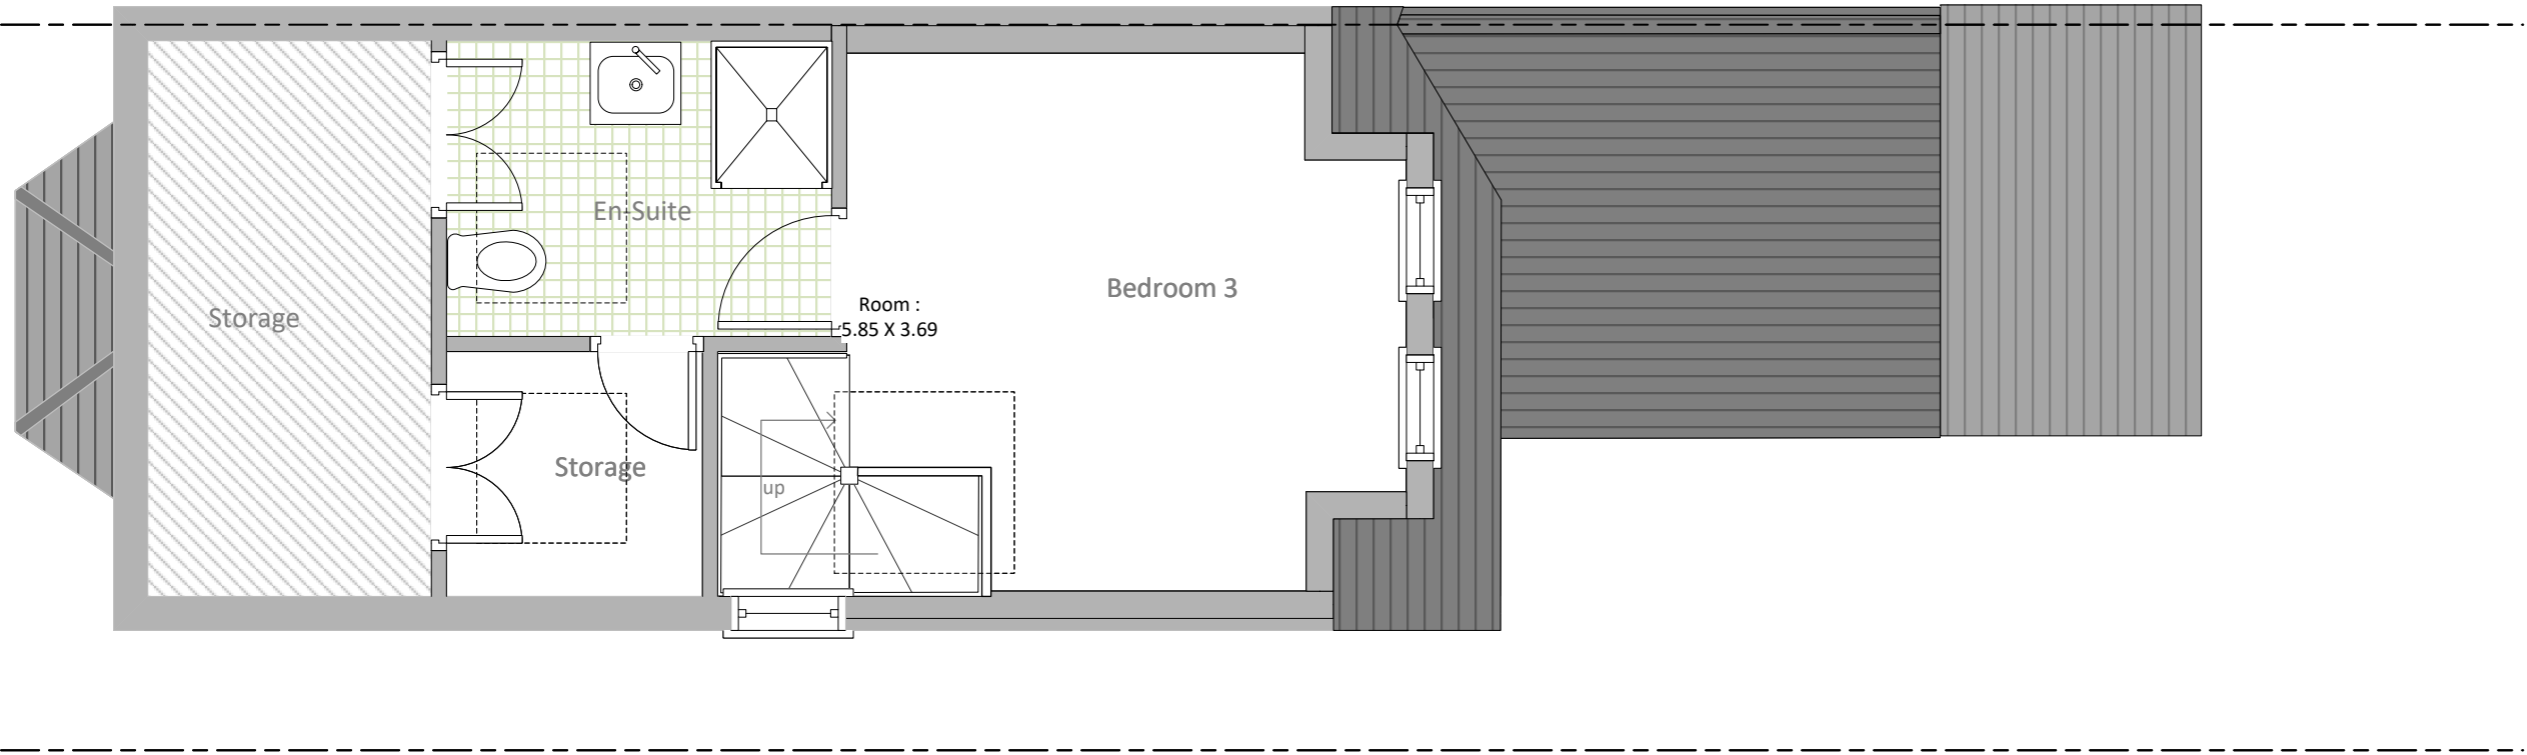 En-Suite
Bedroom 3
Room :
5.85 X 3.69
Storage
Storage
up